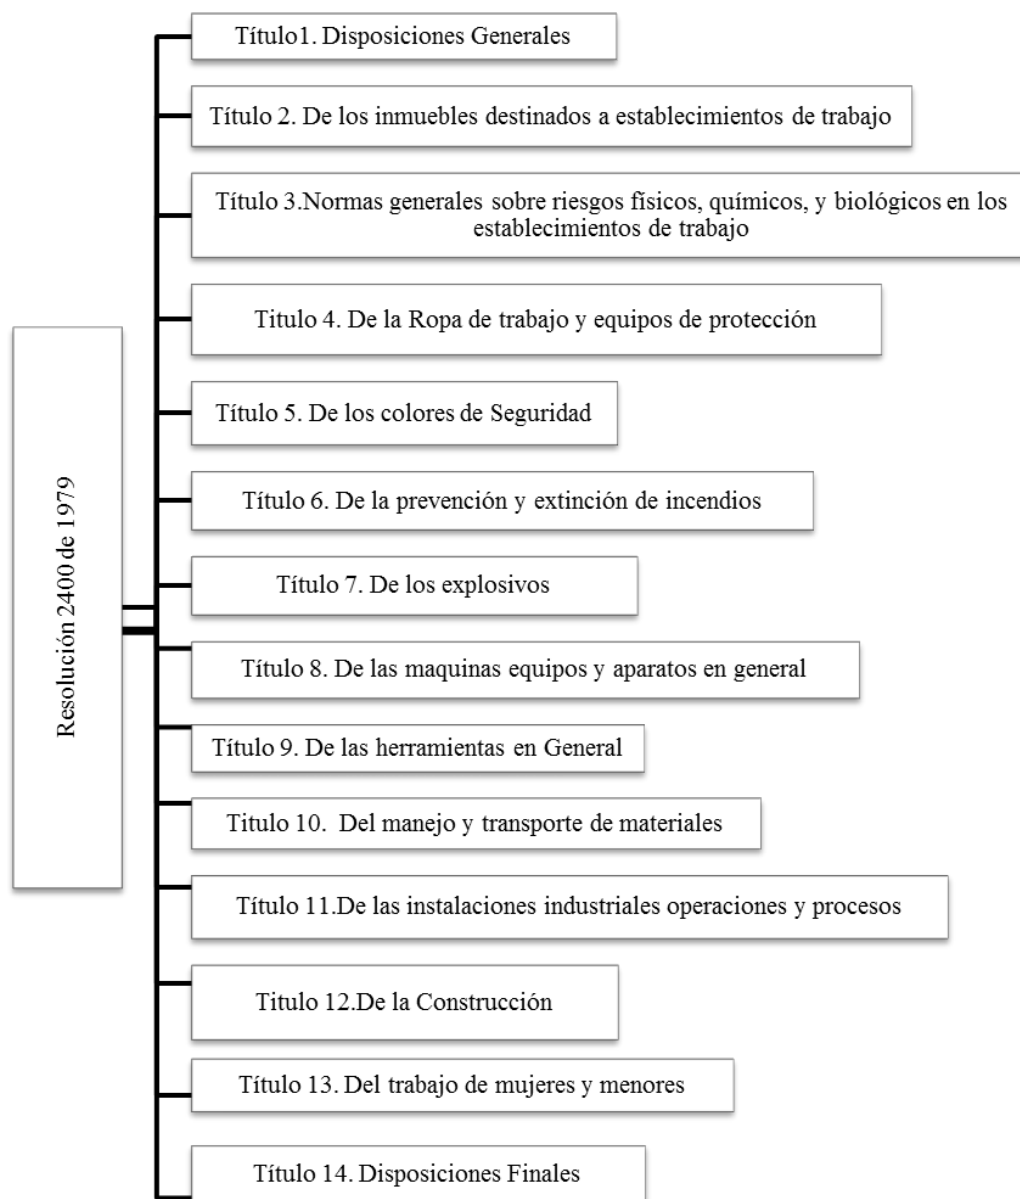 Título1. Disposiciones Generales
Título 2. De los inmuebles destinados a establecimientos de trabajo
Título 3.Normas generales sobre riesgos físicos, químicos, y biológicos en los
establecimientos de trabajo
Titulo 4. De la Ropa de trabajo y equipos de protección
Título 5. De los colores de Seguridad
Título 6. De la prevención y extinción de incendios
Título 7. De los explosivos
Título 8. De las maquinas equipos y aparatos en general
Título 9. De las herramientas en General
Titulo 10. Del manejo y transporte de materiales
Título 11.De las instalaciones industriales operaciones y procesos
Titulo 12.De la Construcción
Título 13. Del trabajo de mujeres y menores
Título 14. Disposiciones Finales
Resolución 2400 de 1979